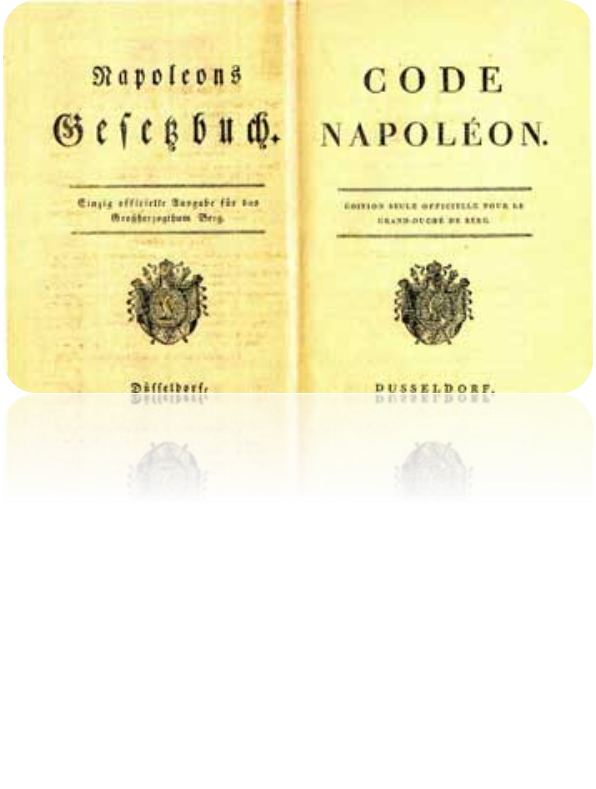 Napoleons
Gesetzbuch.
Einzig officielle Ausgabe für das
Großherzogthum Berg.
Düsseldorf,
CODE
NAPOLÉON.
EDITION SEULE OFFICIELLE POUR LE
GRAND-DUCHÉ DE BERG.
DUSSELDORF.